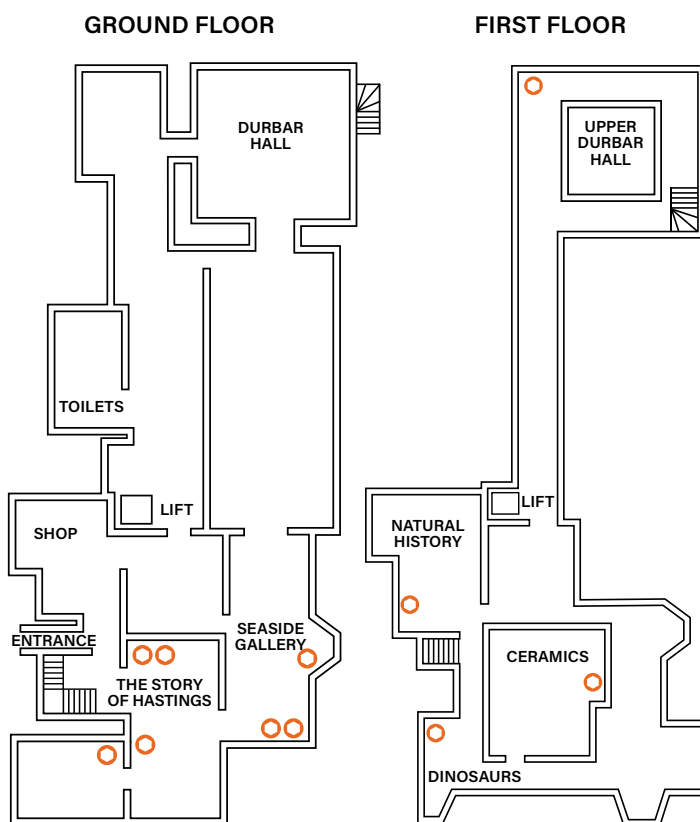 GROUND FLOOR
FIRST FLOOR
DURBAR
HALL
UPPER
DURBAR
HALL
TOILETS
LIFT
LIFT
SHOP
NATURAL
HISTORY
ENTRANCE
SEASIDE
GALLERY
CERAMICS
THE STORY
OF HASTINGS
DINOSAURS